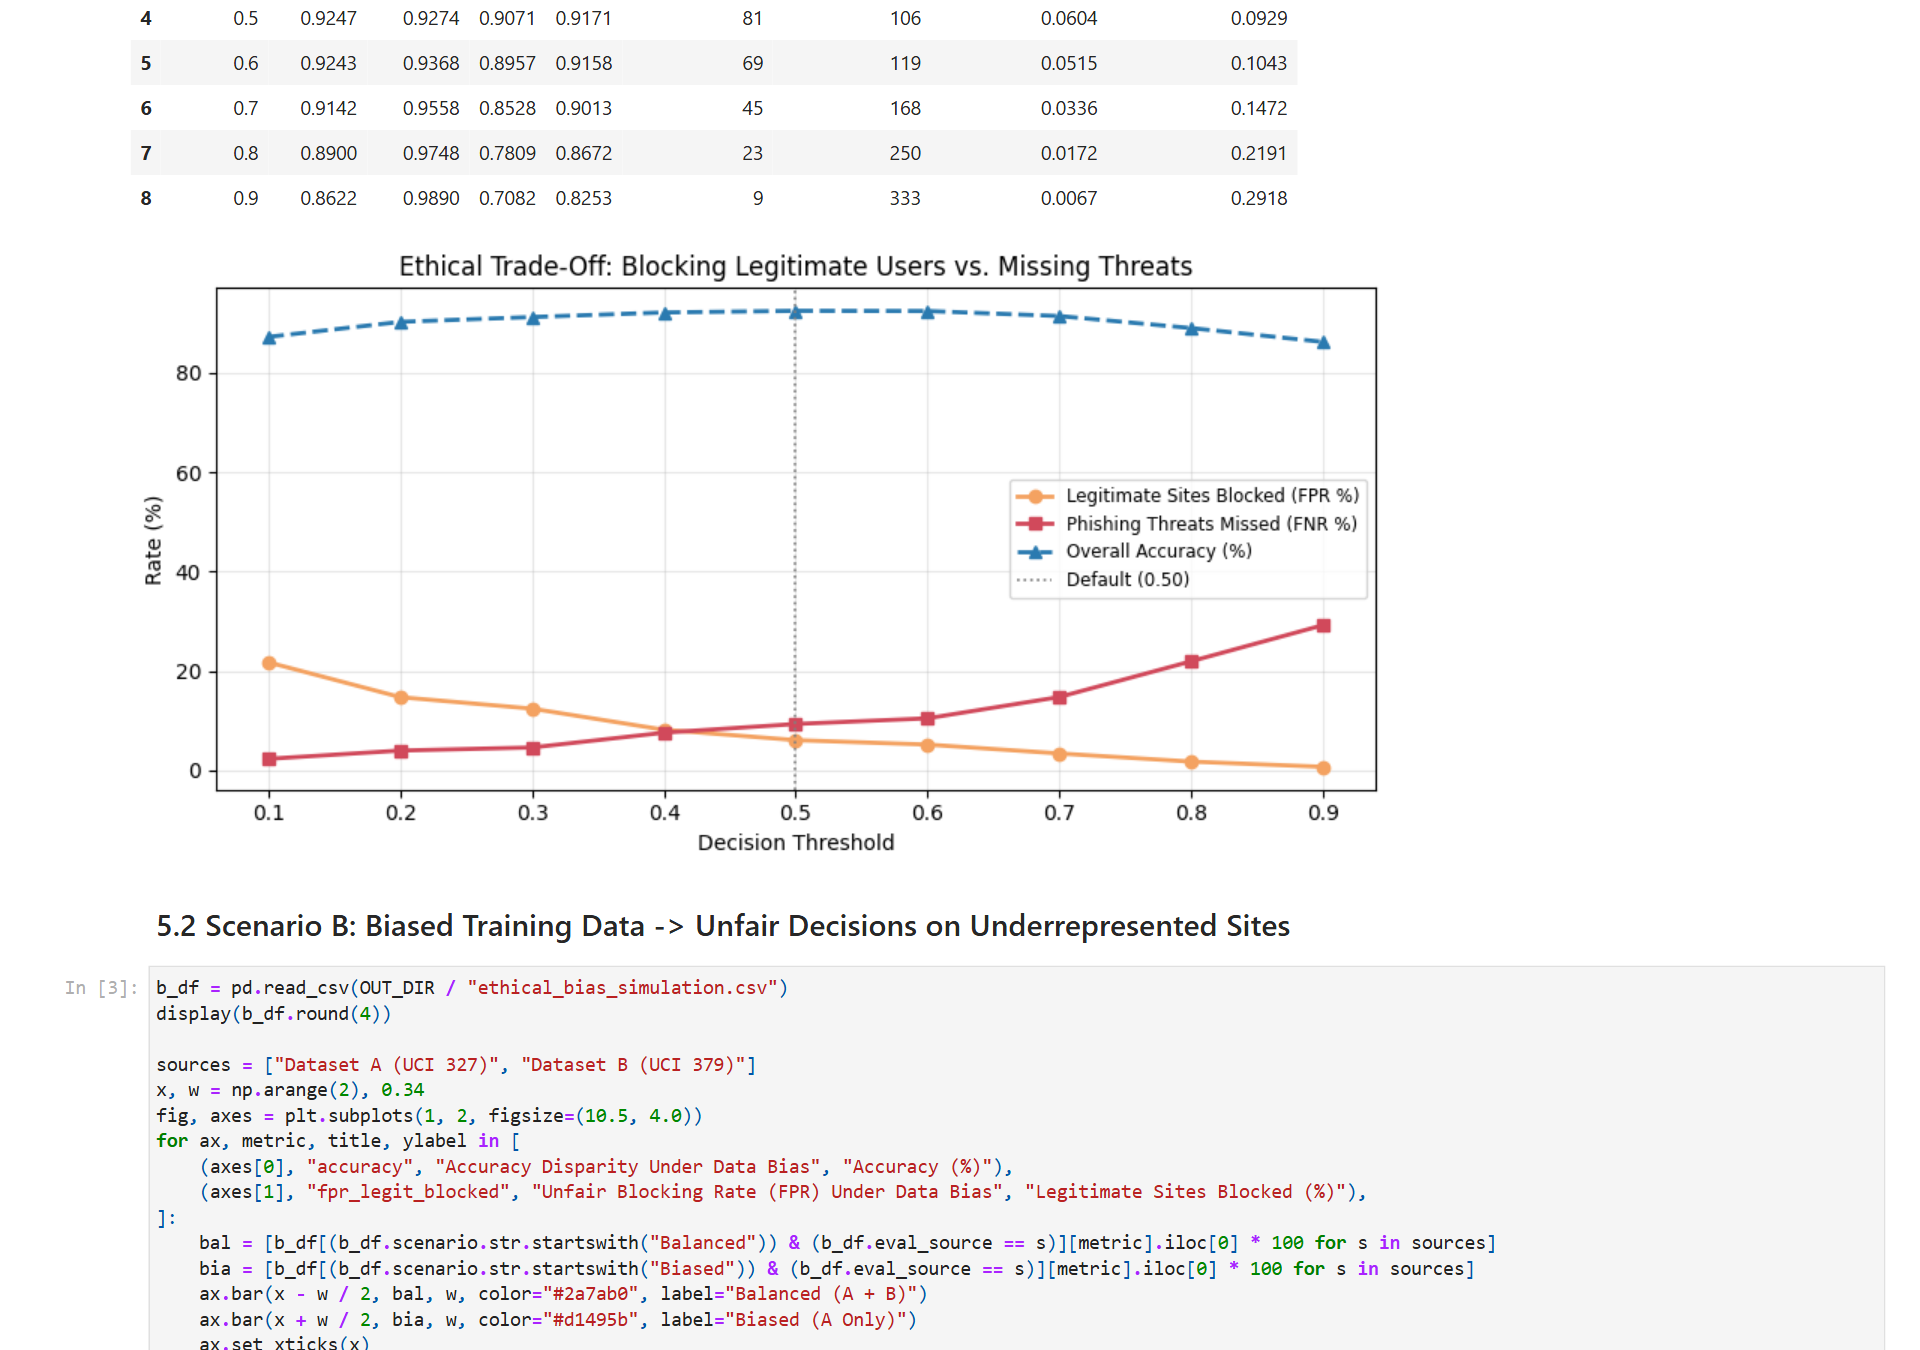 4 0.5 0.9247 0.9274 0.9071 0.9171 81 106 0.0604 0.0929
5 0.6 0.9243 0.9368 0.8957 0.9158 69 119 0.0515 0.1043
6 0.7 0.9142 0.9558 0.8528 0.9013 45 168 0.0336 0.1472
7 0.8 0.8900 0.9748 0.7809 0.8672 23 250 0.0172 0.2191
8 0.9 0.8622 0.9890 0.7082 0.8253 9 333 0.0067 0.2918
Ethical Trade-Off: Blocking Legitimate Users vs. Missing Threats
80
60
40
20
0
Rate (%)
Legitimate Sites Blocked (FPR %)
Phishing Threats Missed (FNR %)
Overall Accuracy (%)
Default (0.50)
0.1 0.2 0.3 0.4 0.5 0.6 0.7 0.8 0.9
Decision Threshold
5.2 Scenario B: Biased Training Data -> Unfair Decisions on Underrepresented Sites
In [3]:
b_df = pd.read_csv(OUT_DIR / "ethical_bias_simulation.csv")
display(b_df.round(4))
sources = ["Dataset A (UCI 327)", "Dataset B (UCI 379)"]
x, w = np.arange(2), 0.34
fig, axes = plt.subplots(1, 2, figsize=(10.5, 4.0))
for ax, metric, title, ylabel in [
    (axes[0], "accuracy", "Accuracy Disparity Under Data Bias", "Accuracy (%)"),
    (axes[1], "fpr_legit_blocked", "Unfair Blocking Rate (FPR) Under Data Bias", "Legitimate Sites Blocked (%)"),
]:
    bal = [b_df[(b_df.scenario.str.startswith("Balanced")) & (b_df.eval_source == s)][metric].iloc[0] * 100 for s in sources]
    bia = [b_df[(b_df.scenario.str.startswith("Biased")) & (b_df.eval_source == s)][metric].iloc[0] * 100 for s in sources]
    ax.bar(x - w / 2, bal, w, color="#2a7ab0", label="Balanced (A + B)")
    ax.bar(x + w / 2, bia, w, color="#d1495b", label="Biased (A Only)")
    ax.set_xticks(x)